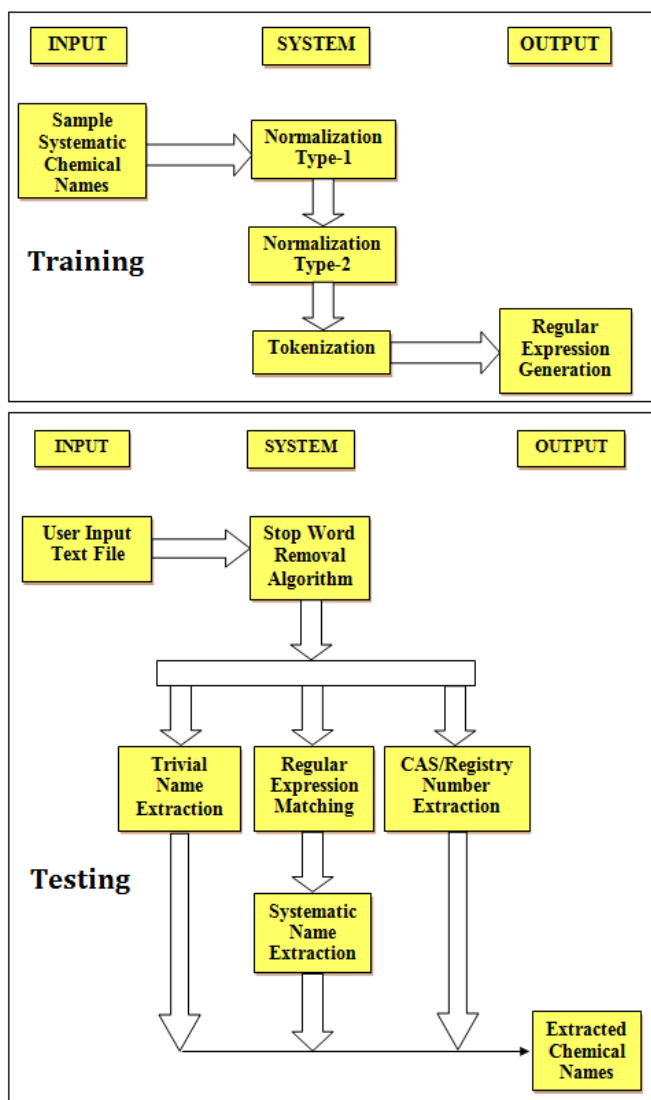 INPUT
SYSTEM
OUTPUT
Sample
Systematic
Chemical
Names
Normalization
Type-1
Normalization
Type-2
Training
Tokenization
Regular
Expression
Generation
INPUT
SYSTEM
OUTPUT
User Input
Text File
Stop Word
Removal
Algorithm
Trivial
Name
Extraction
Regular
Expression
Matching
CAS/Registry
Number
Extraction
Testing
Systematic
Name
Extraction
Extracted
Chemical
Names